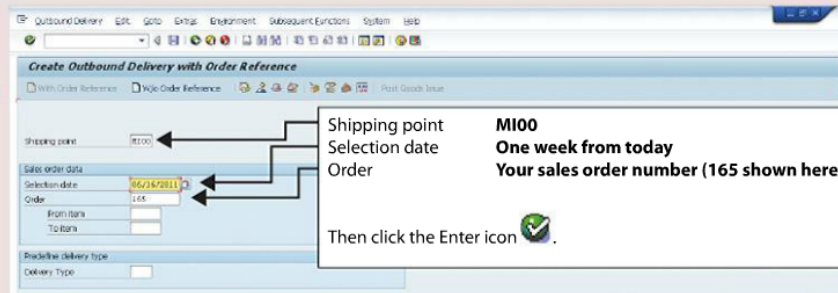 Outbound Delivery Edit Goto Extras Environment Subsequent Functions System Help
Create Outbound Delivery with Order Reference
With Order Reference W/o Order Reference Post Goods Issue
Shipping point MI00
Shipping point MI00
Selection date One week from today
Order Your sales order number (165 shown here
Then click the Enter icon .
Sales order data
Selection date 06/16/2011
Order 165
From item
To item
Predefine delivery type
Delivery Type